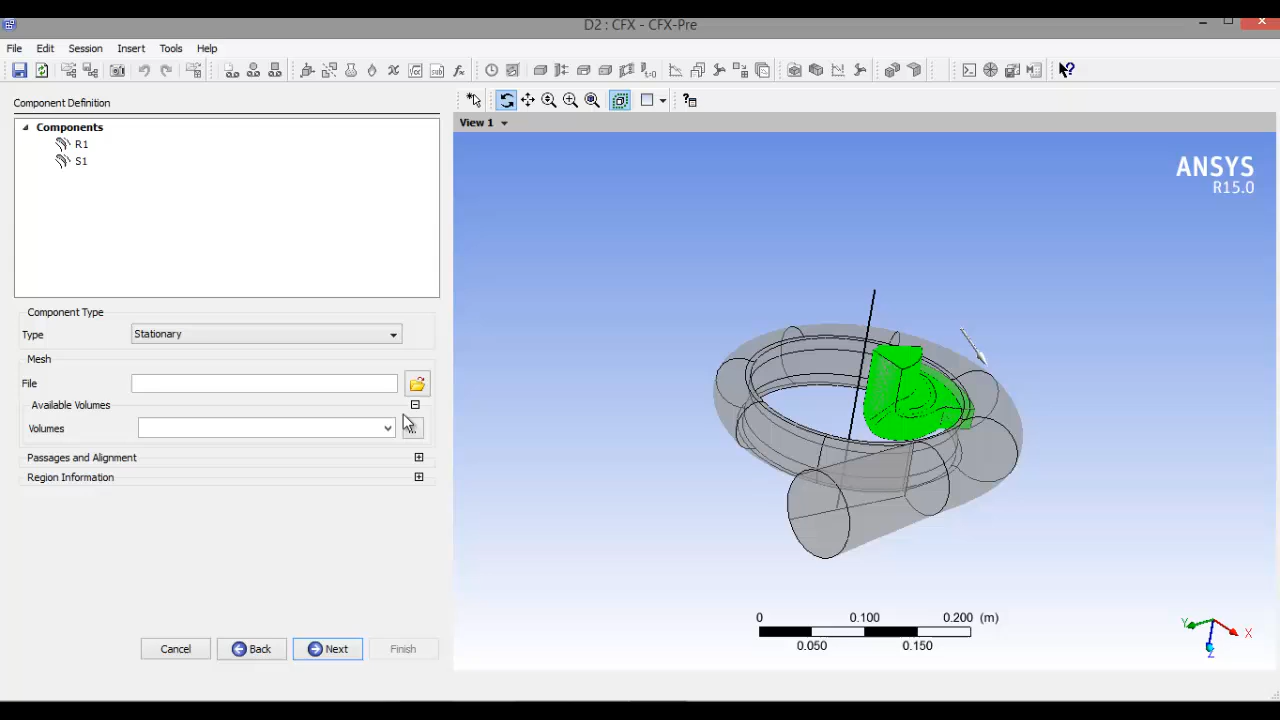 D2 : CFX - CFX-Pre
File Edit Session Insert Tools Help
Component Definition
Components
R1
S1
Component Type
Type Stationary
Mesh
File
Available Volumes
Volumes
Passages and Alignment
Region Information
Cancel Back Next Finish
View 1
ANSYS
R15.0
0 0.100 0.200 (m)
0.050 0.150
Y X
Z